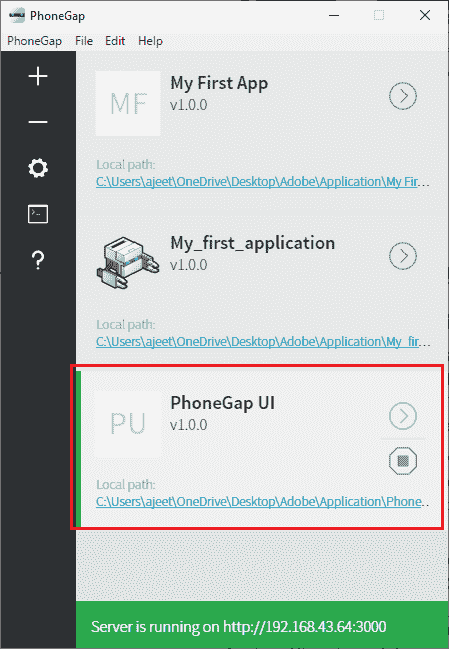 PhoneGap
PhoneGap File Edit Help
MF
My First App
v1.0.0
Local path:
C:\Users\ajeet\OneDrive\Desktop\Adobe\Application\My Fir...
My_first_application
v1.0.0
Local path:
C:\Users\ajeet\OneDrive\Desktop\Adobe\Application\My_fir...
PU
PhoneGap UI
v1.0.0
Local path:
C:\Users\ajeet\OneDrive\Desktop\Adobe\Application\Phone...
Server is running on http://192.168.43.64:3000